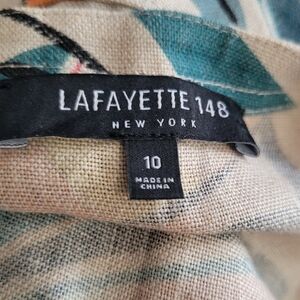 LAFAYETTE 148
NEW YORK
10
MADE IN
CHINA